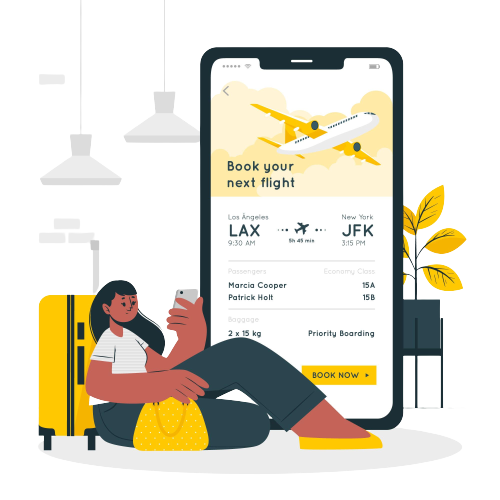 Book your
next flight
Los Ángeles
New York
LAX
JFK
9:30 AM
5h 45 min
3:15 PM
Passengers
Economy Class
Marcia Cooper
15A
Patrick Holt
15B
Baggage
2 x 15 kg
Priority Boarding
BOOK NOW